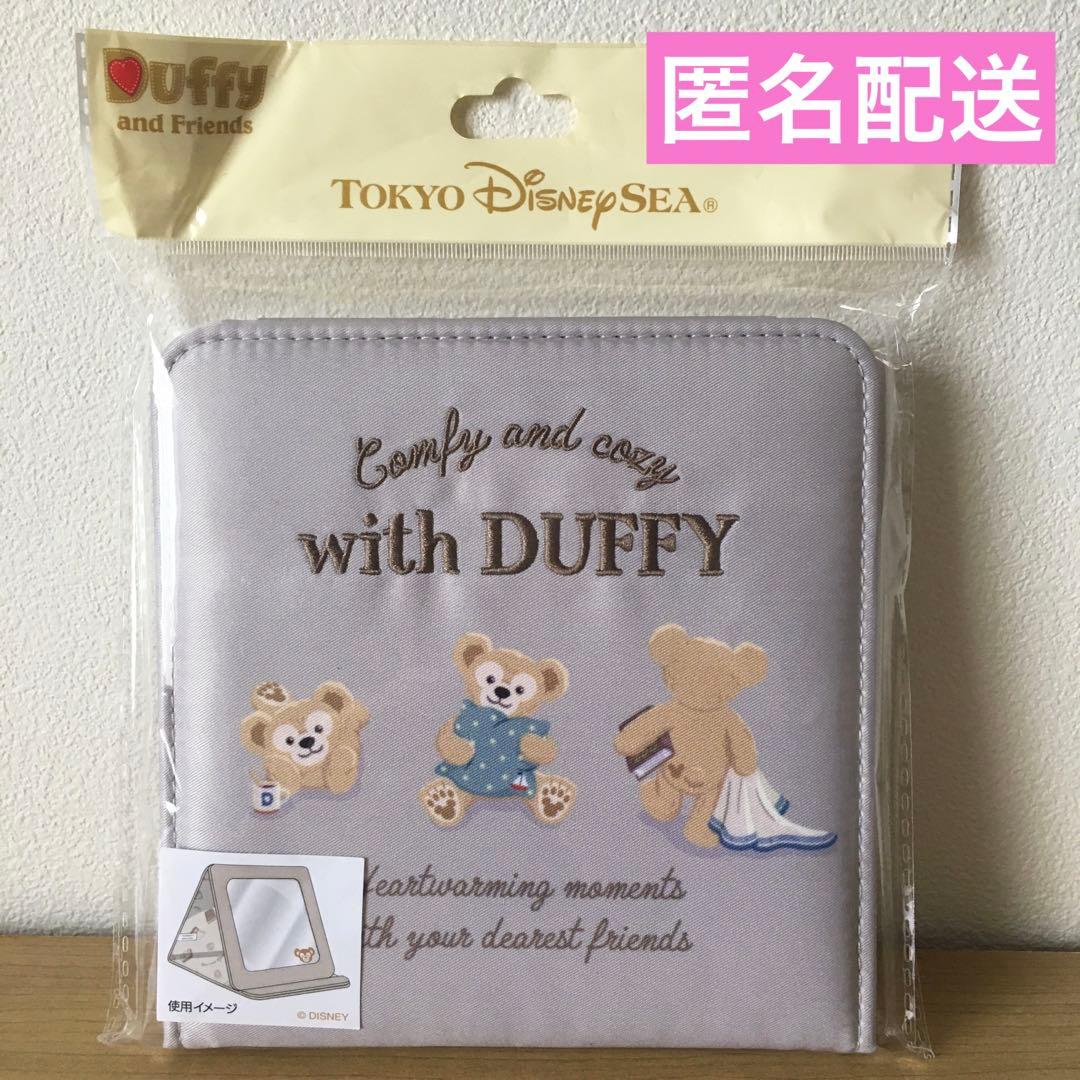 Duffy
and Friends
匿名配送
TOKYO DISNEYSEA®
Comfy and cozy
with DUFFY
D
Heartwarming moments
th your dearest friends
使用イメージ
© DISNEY